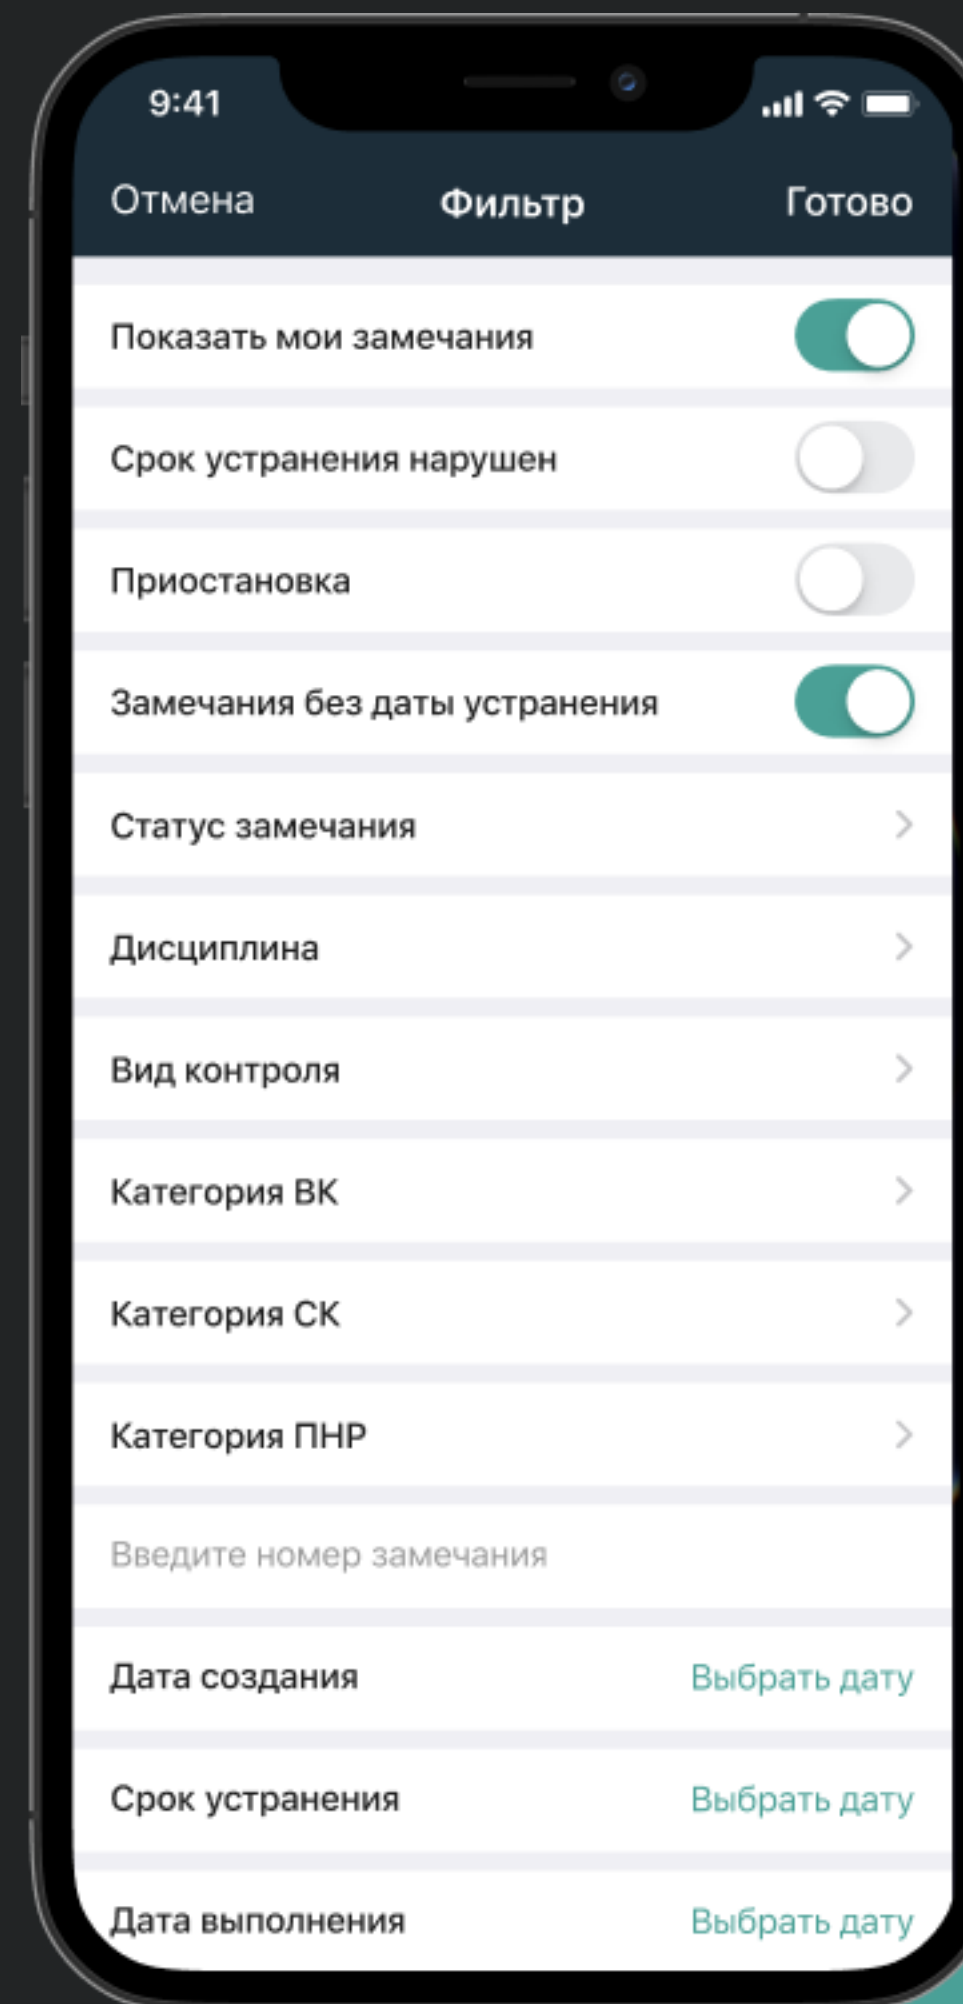 9:41
Отмена Фильтр Готово
Показать мои замечания
Срок устранения нарушен
Приостановка
Замечания без даты устранения
Статус замечания
Дисциплина
Вид контроля
Категория ВК
Категория СК
Категория ПНР
Введите номер замечания
Дата создания Выбрать дату
Срок устранения Выбрать дату
Дата выполнения Выбрать дату